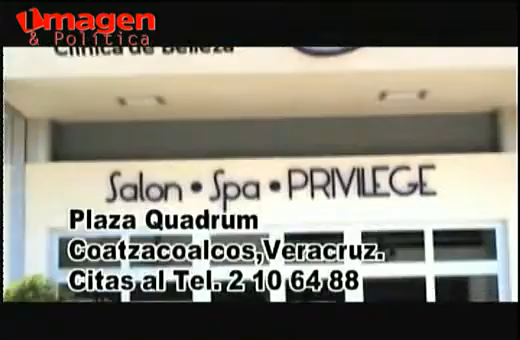 Imagen
& Política
Clínica de Belleza
Salon • Spa • PRIVILEGE
Plaza Quadrum
Coatzacoalcos,Veracruz.
Citas al Tel. 2 10 64 88